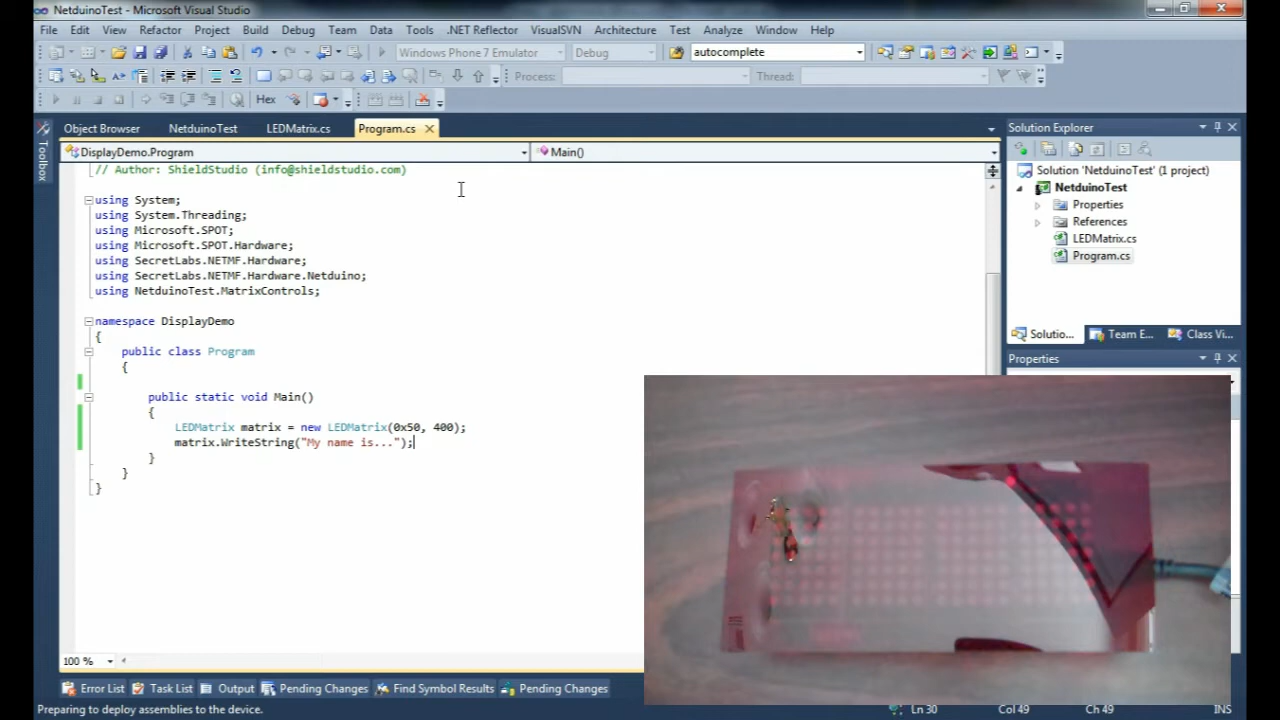 NetduinoTest - Microsoft Visual Studio
File Edit View Refactor Project Build Debug Team Data Tools .NET Reflector VisualSVN Architecture Test Analyze Window Help
Windows Phone 7 Emulator Debug autocomplete
Process: Thread:
Hex
Object Browser NetduinoTest LEDMatrix.cs Program.cs
DisplayDemo.Program Main()
// Author: ShieldStudio (info@shieldstudio.com)
using System;
using System.Threading;
using Microsoft.SPOT;
using Microsoft.SPOT.Hardware;
using SecretLabs.NETMF.Hardware;
using SecretLabs.NETMF.Hardware.Netduino;
using NetduinoTest.MatrixControls;
namespace DisplayDemo
{
public class Program
{
public static void Main()
{
LEDMatrix matrix = new LEDMatrix(0x50, 400);
matrix.WriteString("My name is...");
}
}
}
100 %
Toolbox
Solution Explorer
Solution 'NetduinoTest' (1 project)
NetduinoTest
Properties
References
LEDMatrix.cs
Program.cs
Solutio... Team E... Class Vi...
Properties
Error List Task List Output Pending Changes Find Symbol Results Pending Changes
Preparing to deploy assemblies to the device. Ln 30 Col 49 Ch 49 INS